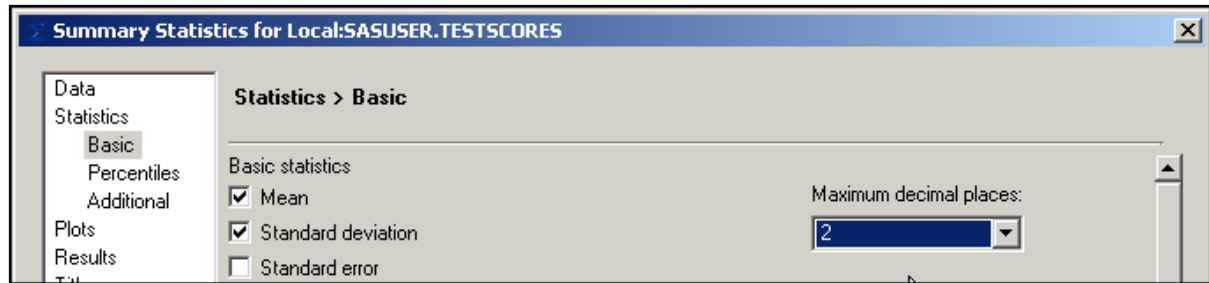 Summary Statistics for Local:SASUSER.TESTSCORES
Data
Statistics
Basic
Percentiles
Additional
Plots
Results
Statistics > Basic
Basic statistics
Mean
Standard deviation
Standard error
Maximum decimal places:
2